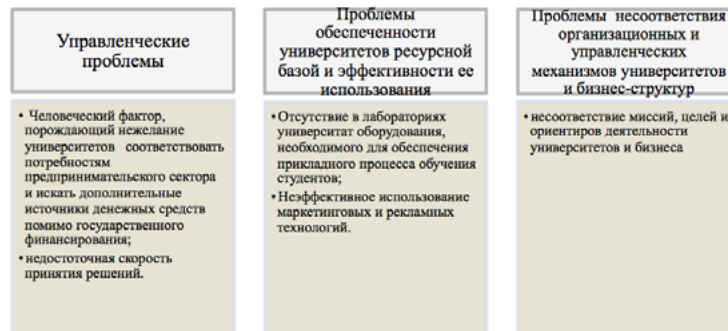 Управленческие
проблемы
• Человеческий фактор,
порождающий нежелание
университетов соответствовать
потребностям
предпринимательского сектора
и искать дополнительные
источники денежных средств
помимо государственного
финансирования;
• недостоточная скорость
принятия решений.
Проблемы
обеспеченности
университетов ресурсной
базой и эффективности ее
использования
• Отсутствие в лабораториях
университат оборудования,
необходимого для обеспечения
прикладного процесса обучения
студентов;
• Неэффективное использование
маркетинговых и рекламных
технологий.
Проблемы несоответствия
организационных и
управленческих
механизмов университетов
и бизнес-структур
• несоответствие миссий, целей и
ориентиров деятельности
университетов и бизнеса